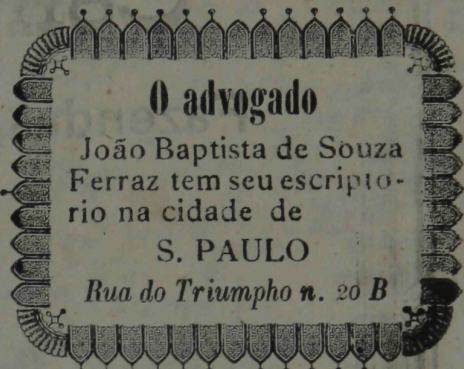 O advogado
João Baptista de Souza
Ferraz tem seu escripto-
rio na cidade de
S. PAULO
Rua do Triumpho n. 20 B